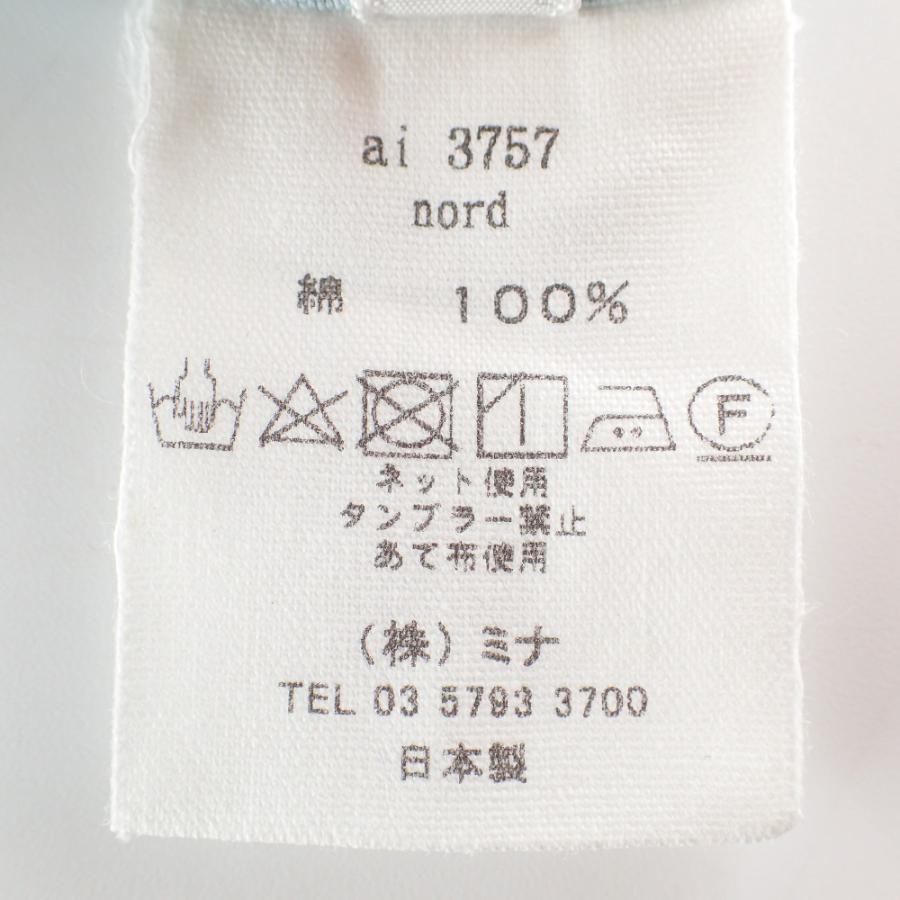 ai 3757
nord
綿 100%
F
ネット使用
タンブラー禁止
あて布使用
(株)ミナ
TEL 03 5793 3700
日本製